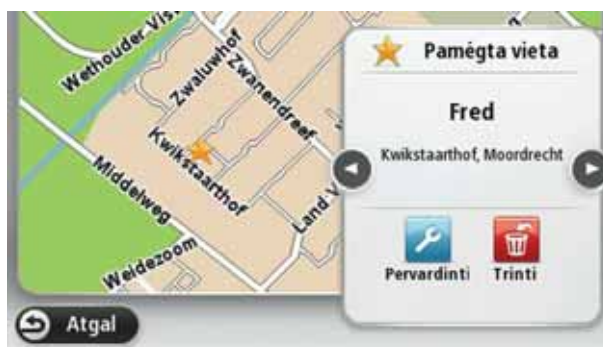 Wethouder Vis
Zwaluwhof
Zwanendreef
Kwikstaarthof
Middelweg
Land V
Weidezoom
Pamėgta vieta
Fred
Kwikstaarthof, Moordrecht
Pervardinti
Trinti
Atgal